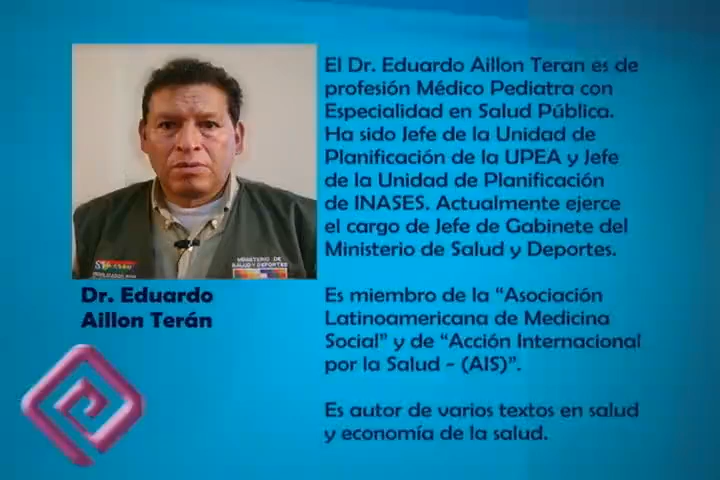 El Dr. Eduardo Aillon Teran es de
profesión Médico Pediatra con
Especialidad en Salud Pública.
Ha sido Jefe de la Unidad de
Planificación de la UPEA y Jefe
de la Unidad de Planificación
de INASES. Actualmente ejerce
el cargo de Jefe de Gabinete del
Ministerio de Salud y Deportes.
MINISTERIO DE
SALUD Y DEPORTES
Dr. Eduardo
Aillon Terán
Es miembro de la “Asociación
Latinoamericana de Medicina
Social” y de “Acción Internacional
por la Salud - (AIS)”.
Es autor de varios textos en salud
y economía de la salud.